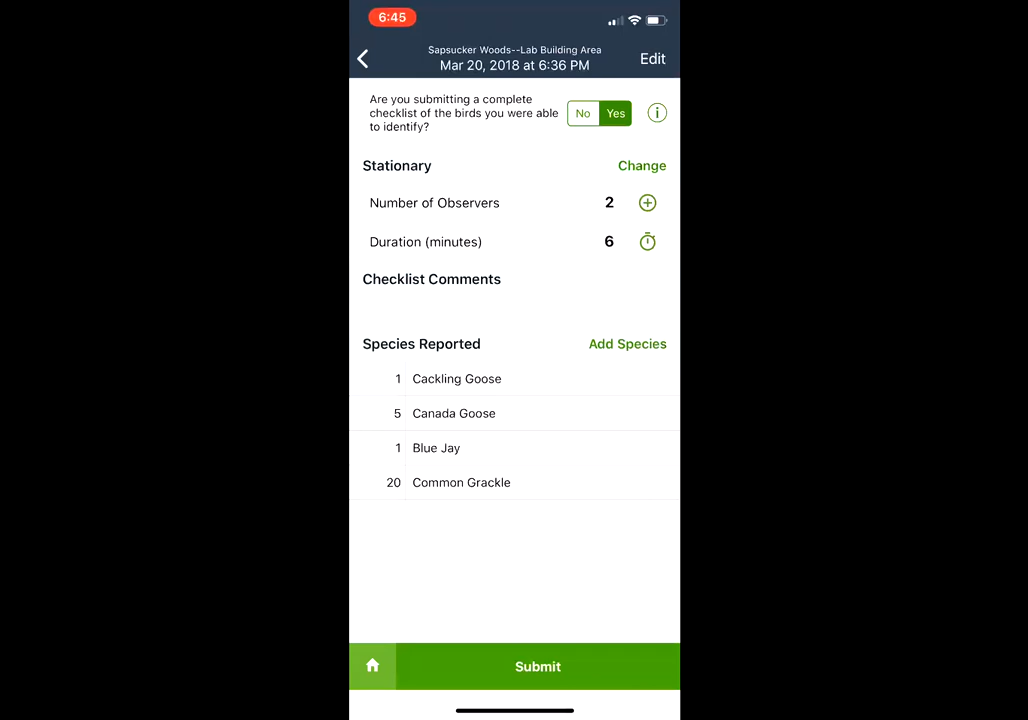 6:45
Sapsucker Woods--Lab Building Area
Mar 20, 2018 at 6:36 PM
Edit
Are you submitting a complete
checklist of the birds you were able
to identify?
No Yes
Stationary Change
Number of Observers 2
Duration (minutes) 6
Checklist Comments
Species Reported Add Species
1 Cackling Goose
5 Canada Goose
1 Blue Jay
20 Common Grackle
Submit